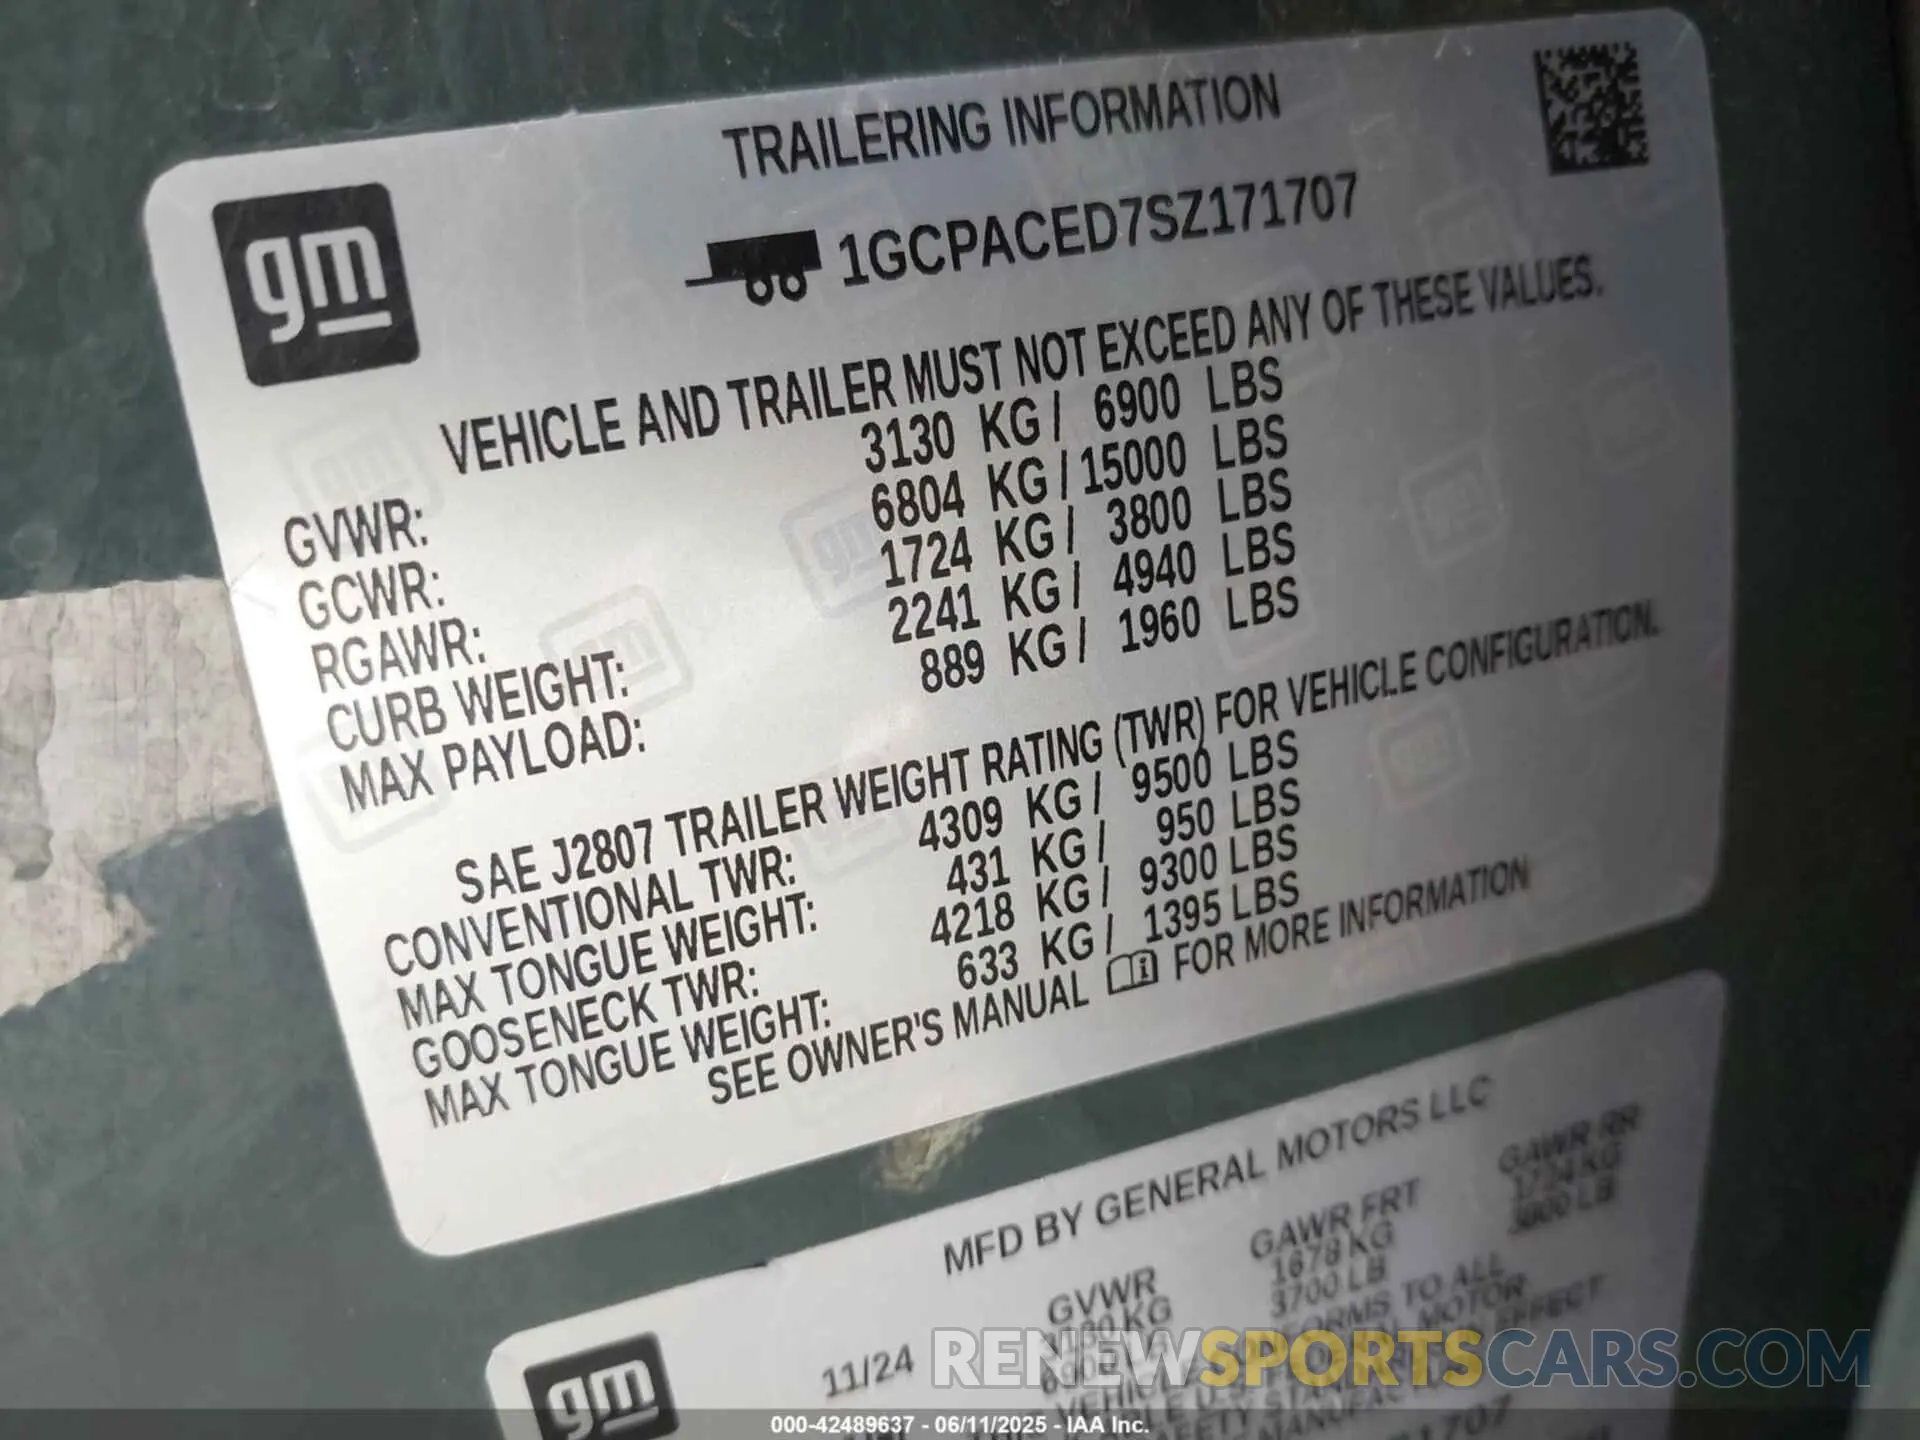 TRAILERING INFORMATION
gm
1GCPACED7SZ171707
VEHICLE AND TRAILER MUST NOT EXCEED ANY OF THESE VALUES.
GVWR: 3130 KG / 6900 LBS
GCWR: 6804 KG / 15000 LBS
RGAWR: 1724 KG / 3800 LBS
CURB WEIGHT: 2241 KG / 4940 LBS
MAX PAYLOAD: 889 KG / 1960 LBS
SAE J2807 TRAILER WEIGHT RATING (TWR) FOR VEHICLE CONFIGURATION.
CONVENTIONAL TWR: 4309 KG / 9500 LBS
MAX TONGUE WEIGHT: 431 KG / 950 LBS
GOOSENECK TWR: 4218 KG / 9300 LBS
MAX TONGUE WEIGHT: 633 KG / 1395 LBS
SEE OWNER'S MANUAL FOR MORE INFORMATION
MFD BY GENERAL MOTORS LLC
gm
11/24
GVWR GAWR FRT GAWR RR
KG 1678 KG 1724 KG
3700 LB 3800 LB
TO ALL
MOTOR
EFFECT
RENEWSPORTSCARS.COM
000-42489637 - 06/11/2025 - IAA Inc.